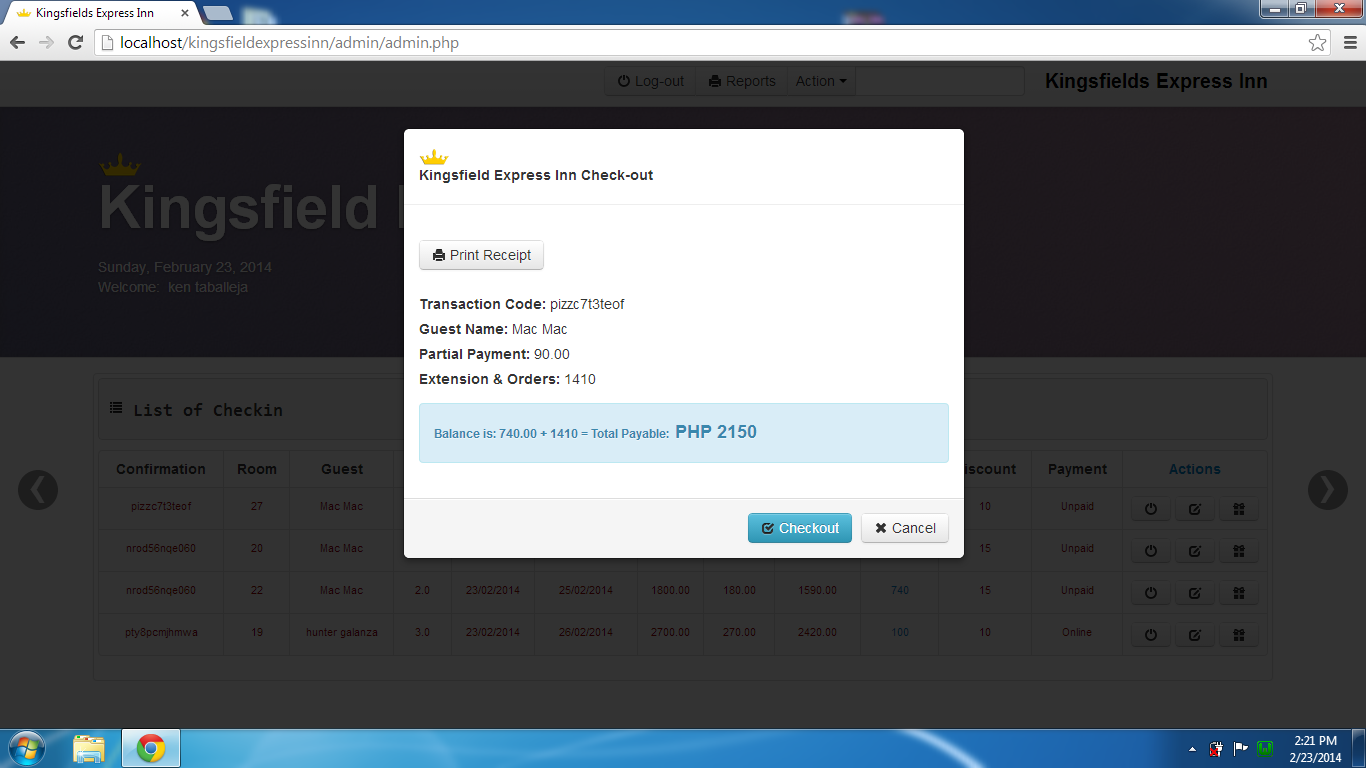 Kingsfields Express Inn
localhost/kingsfieldexpressinn/admin/admin.php
Log-out Reports Action Kingsfields Express Inn
Kingsfield
Sunday, February 23, 2014
Welcome: ken taballeja
Kingsfield Express Inn Check-out
Print Receipt
Transaction Code: pizzc7t3teof
Guest Name: Mac Mac
Partial Payment: 90.00
Extension & Orders: 1410
Balance is: 740.00 + 1410 = Total Payable: PHP 2150
Checkout Cancel
List of Checkin
Confirmation Room Guest iscount Payment Actions
pizzc7t3teof 27 Mac Mac 10 Unpaid
nrod56nqe060 20 Mac Mac 15 Unpaid
nrod56nqe060 22 Mac Mac 2.0 23/02/2014 25/02/2014 1800.00 180.00 1590.00 740 15 Unpaid
pty8pcmjhmwa 19 hunter galanza 3.0 23/02/2014 26/02/2014 2700.00 270.00 2420.00 100 10 Online
2:21 PM
2/23/2014